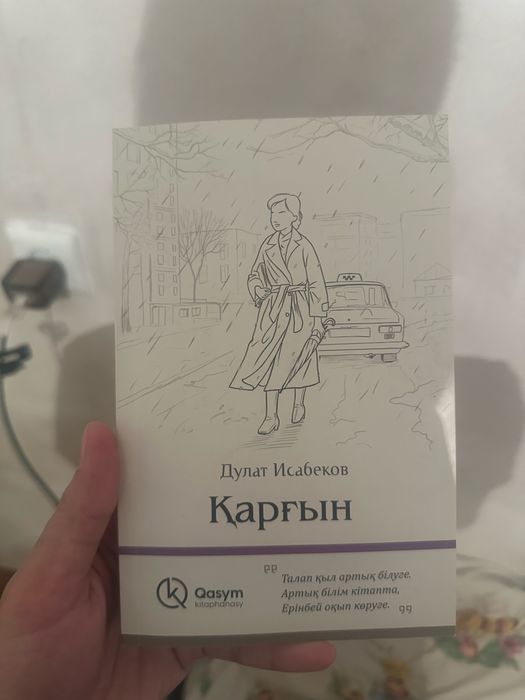 Дулат Исабеков
Қарғын
Qasym
kitaphanasy
Талап қыл артық білуге,
Артық білім кітапта,
Ерінбей оқып көруге.